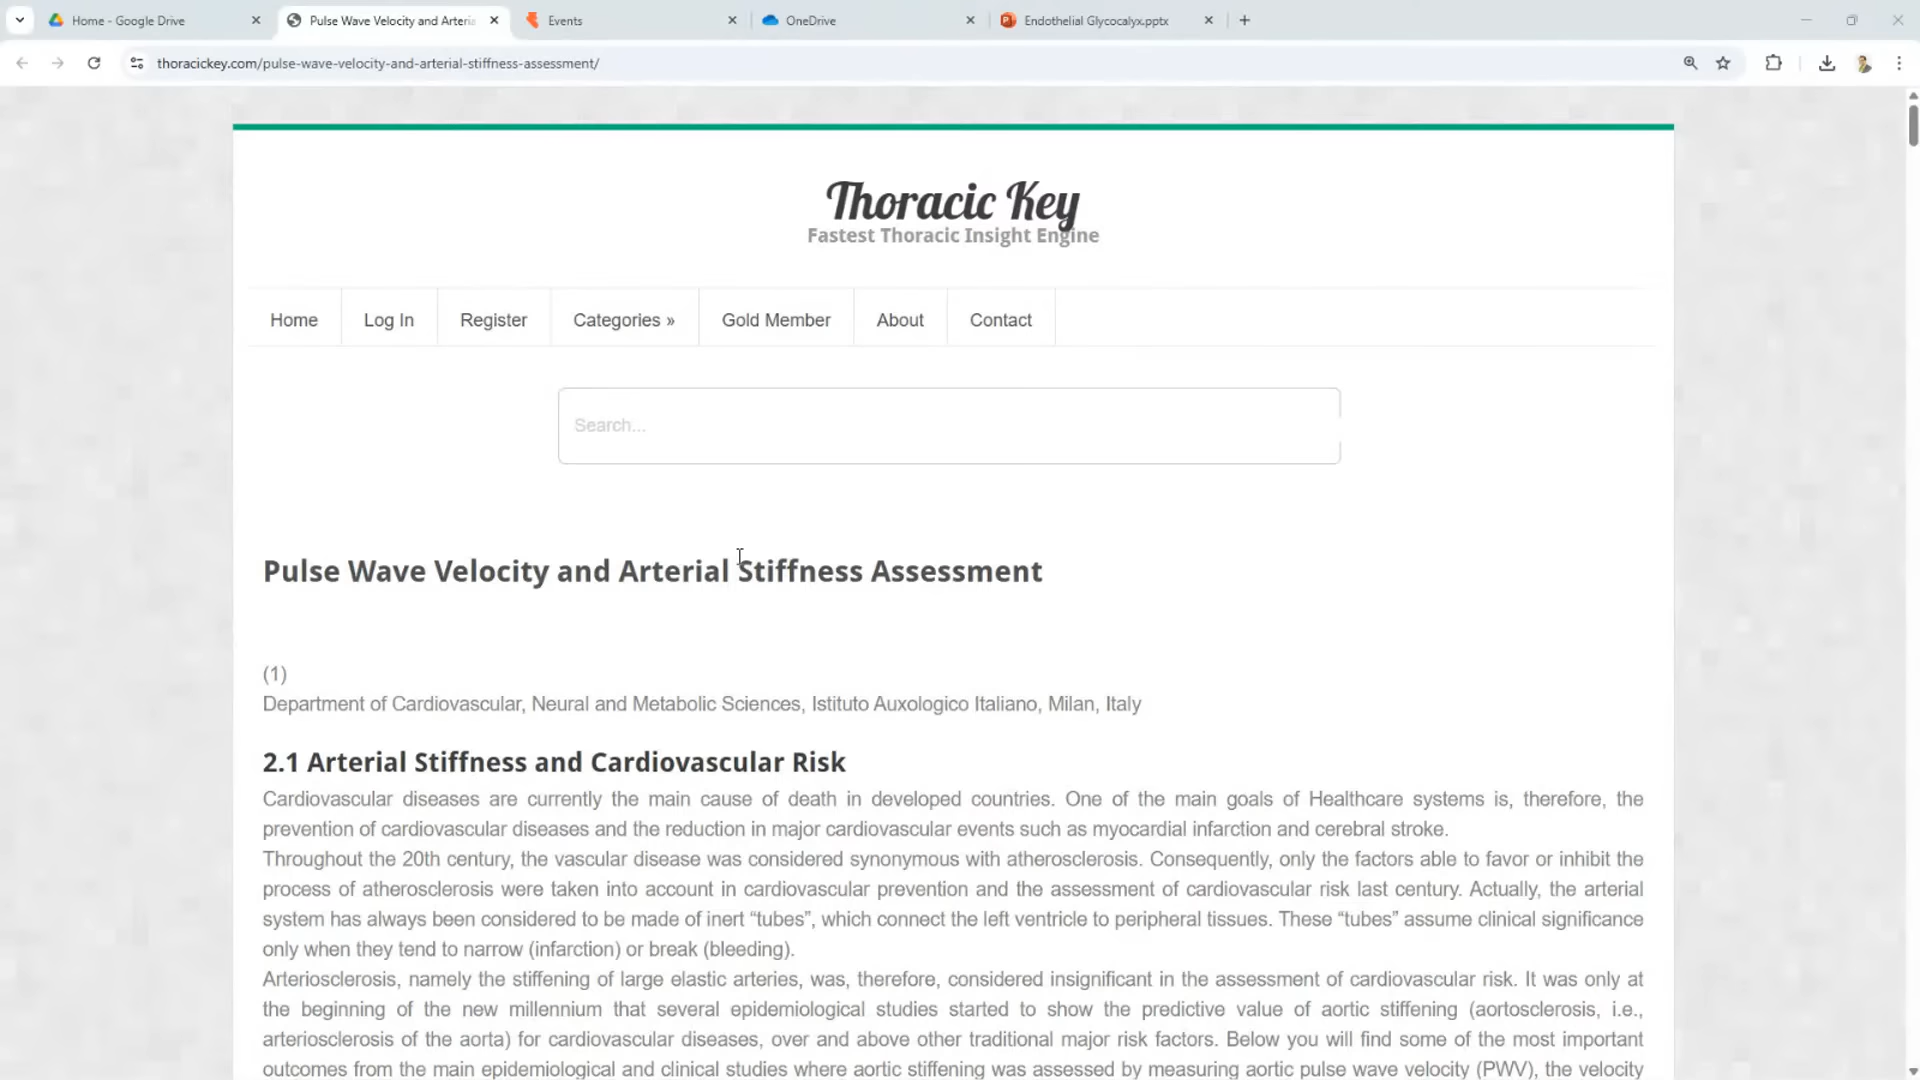 Home - Google Drive
Pulse Wave Velocity and Arteria
Events
OneDrive
Endothelial Glycocalyx.pptx
thoracickey.com/pulse-wave-velocity-and-arterial-stiffness-assessment/
Thoracic Key
Fastest Thoracic Insight Engine
Home
Log In
Register
Categories »
Gold Member
About
Contact
Search...
Pulse Wave Velocity and Arterial Stiffness Assessment
(1)
Department of Cardiovascular, Neural and Metabolic Sciences, Istituto Auxologico Italiano, Milan, Italy
2.1 Arterial Stiffness and Cardiovascular Risk
Cardiovascular diseases are currently the main cause of death in developed countries. One of the main goals of Healthcare systems is, therefore, the
prevention of cardiovascular diseases and the reduction in major cardiovascular events such as myocardial infarction and cerebral stroke.
Throughout the 20th century, the vascular disease was considered synonymous with atherosclerosis. Consequently, only the factors able to favor or inhibit the
process of atherosclerosis were taken into account in cardiovascular prevention and the assessment of cardiovascular risk last century. Actually, the arterial
system has always been considered to be made of inert “tubes”, which connect the left ventricle to peripheral tissues. These “tubes” assume clinical significance
only when they tend to narrow (infarction) or break (bleeding).
Arteriosclerosis, namely the stiffening of large elastic arteries, was, therefore, considered insignificant in the assessment of cardiovascular risk. It was only at
the beginning of the new millennium that several epidemiological studies started to show the predictive value of aortic stiffening (aortosclerosis, i.e.,
arteriosclerosis of the aorta) for cardiovascular diseases, over and above other traditional major risk factors. Below you will find some of the most important
outcomes from the main epidemiological and clinical studies where aortic stiffening was assessed by measuring aortic pulse wave velocity (PWV), the velocity